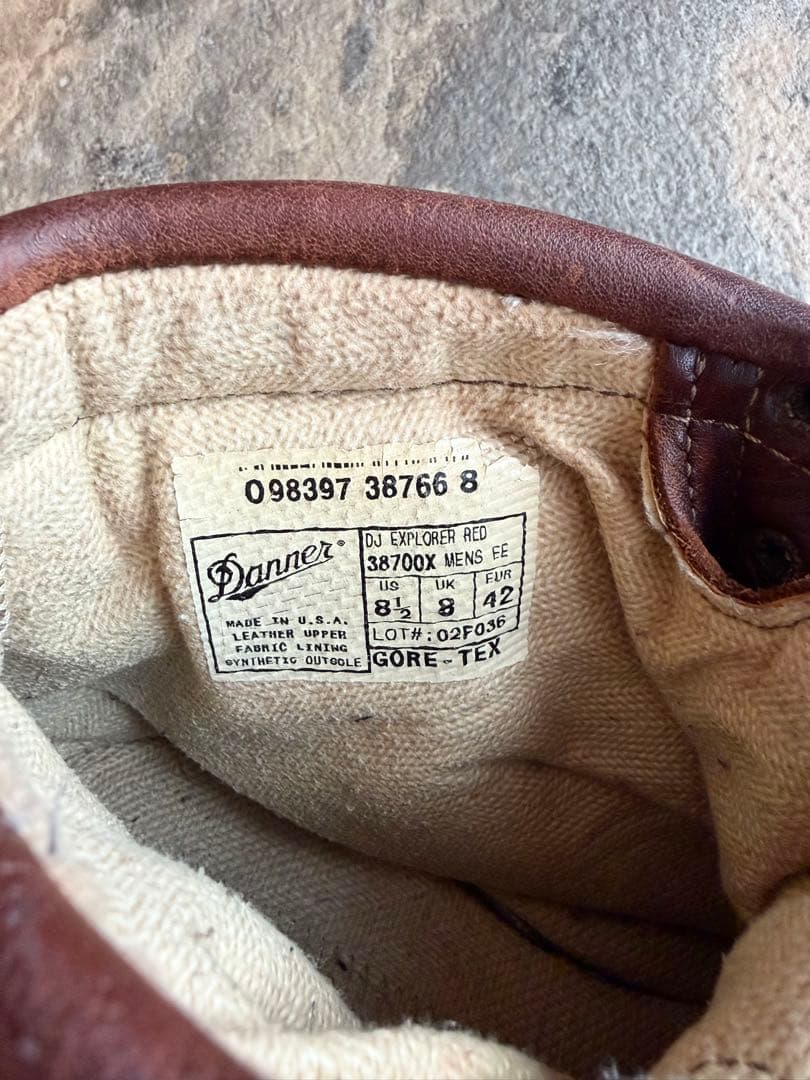 098397 38766 8
Danner®
MADE IN U.S.A.
LEATHER UPPER
FABRIC LINING
SYNTHETIC OUTSOLE
DJ EXPLORER RED
38700X MENS EE
US UK EUR
8½ 8 42
LOT#:02F036
GORE-TEX